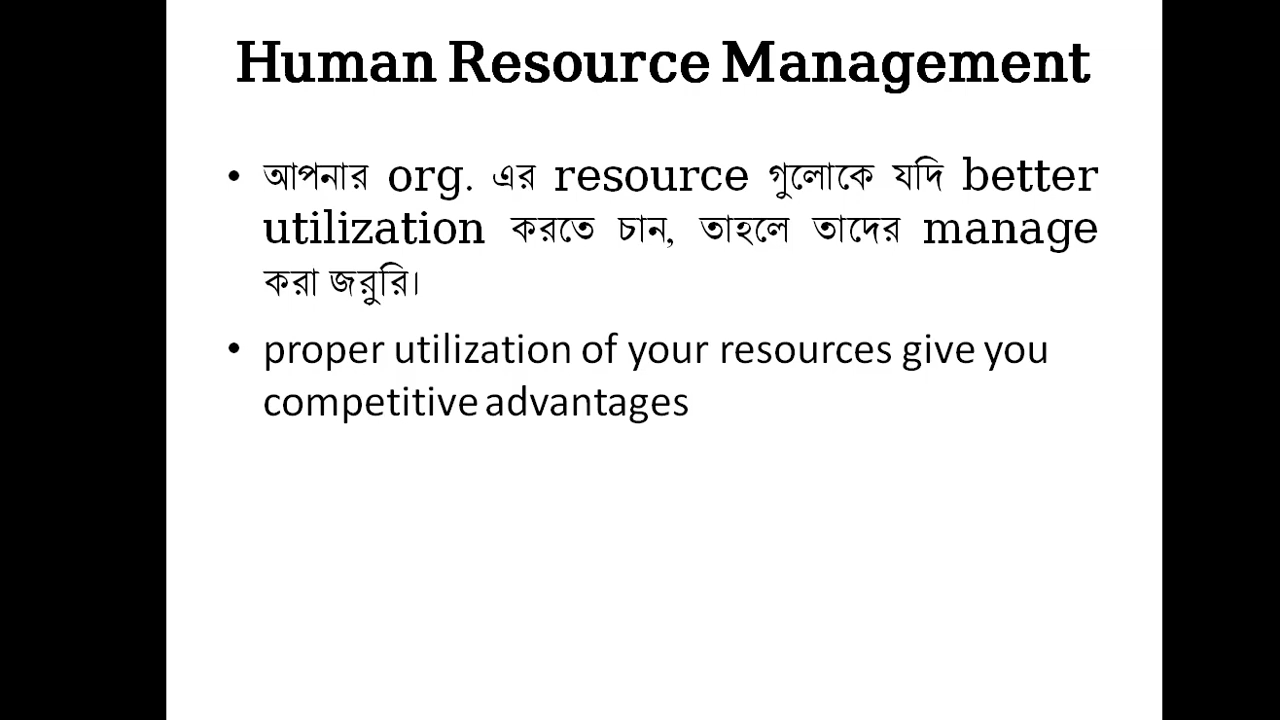 Human Resource Management
• আপনার org. এর resource গুলোকে যদি better
utilization করতে চান, তাহলে তাদের manage
করা জরুরি।
• proper utilization of your resources give you
competitive advantages